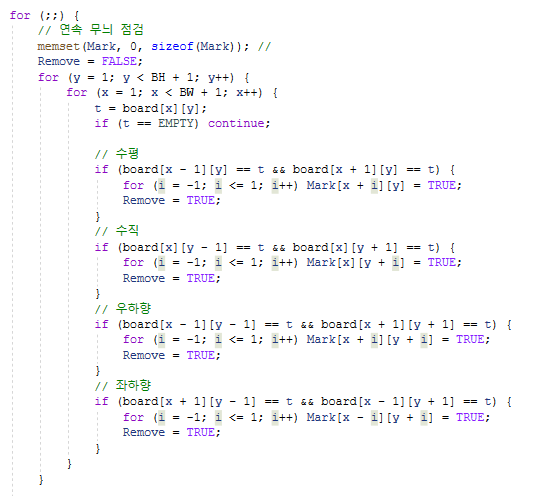 for (;;) {
// 연속 무늬 점검
memset(Mark, 0, sizeof(Mark)); //
Remove = FALSE;
for (y = 1; y < BH + 1; y++) {
for (x = 1; x < BW + 1; x++) {
t = board[x][y];
if (t == EMPTY) continue;
// 수평
if (board[x - 1][y] == t && board[x + 1][y] == t) {
for (i = -1; i <= 1; i++) Mark[x + i][y] = TRUE;
Remove = TRUE;
}
// 수직
if (board[x][y - 1] == t && board[x][y + 1] == t) {
for (i = -1; i <= 1; i++) Mark[x][y + i] = TRUE;
Remove = TRUE;
}
// 우하향
if (board[x - 1][y - 1] == t && board[x + 1][y + 1] == t) {
for (i = -1; i <= 1; i++) Mark[x + i][y + i] = TRUE;
Remove = TRUE;
}
// 좌하향
if (board[x + 1][y - 1] == t && board[x - 1][y + 1] == t) {
for (i = -1; i <= 1; i++) Mark[x - i][y + i] = TRUE;
Remove = TRUE;
}
}
}